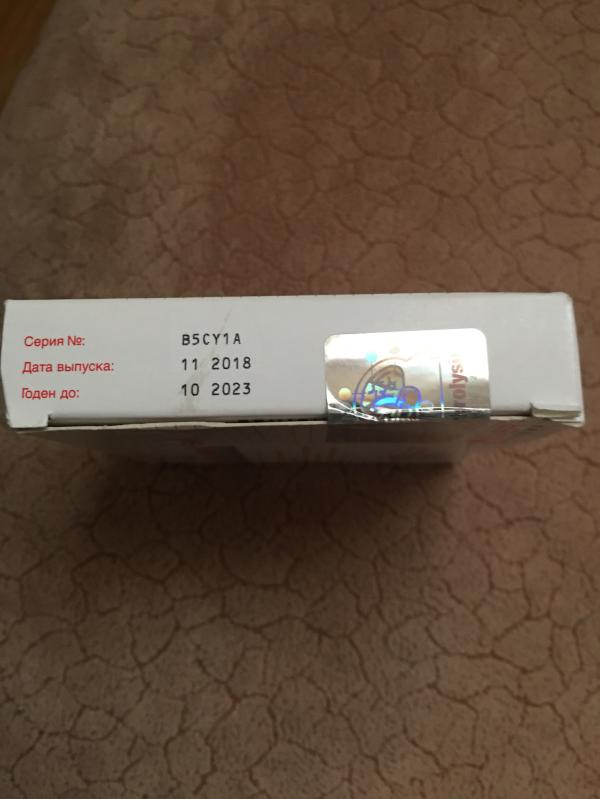 Серия №: B5CY1A
Дата выпуска: 11 2018
Годен до: 10 2023